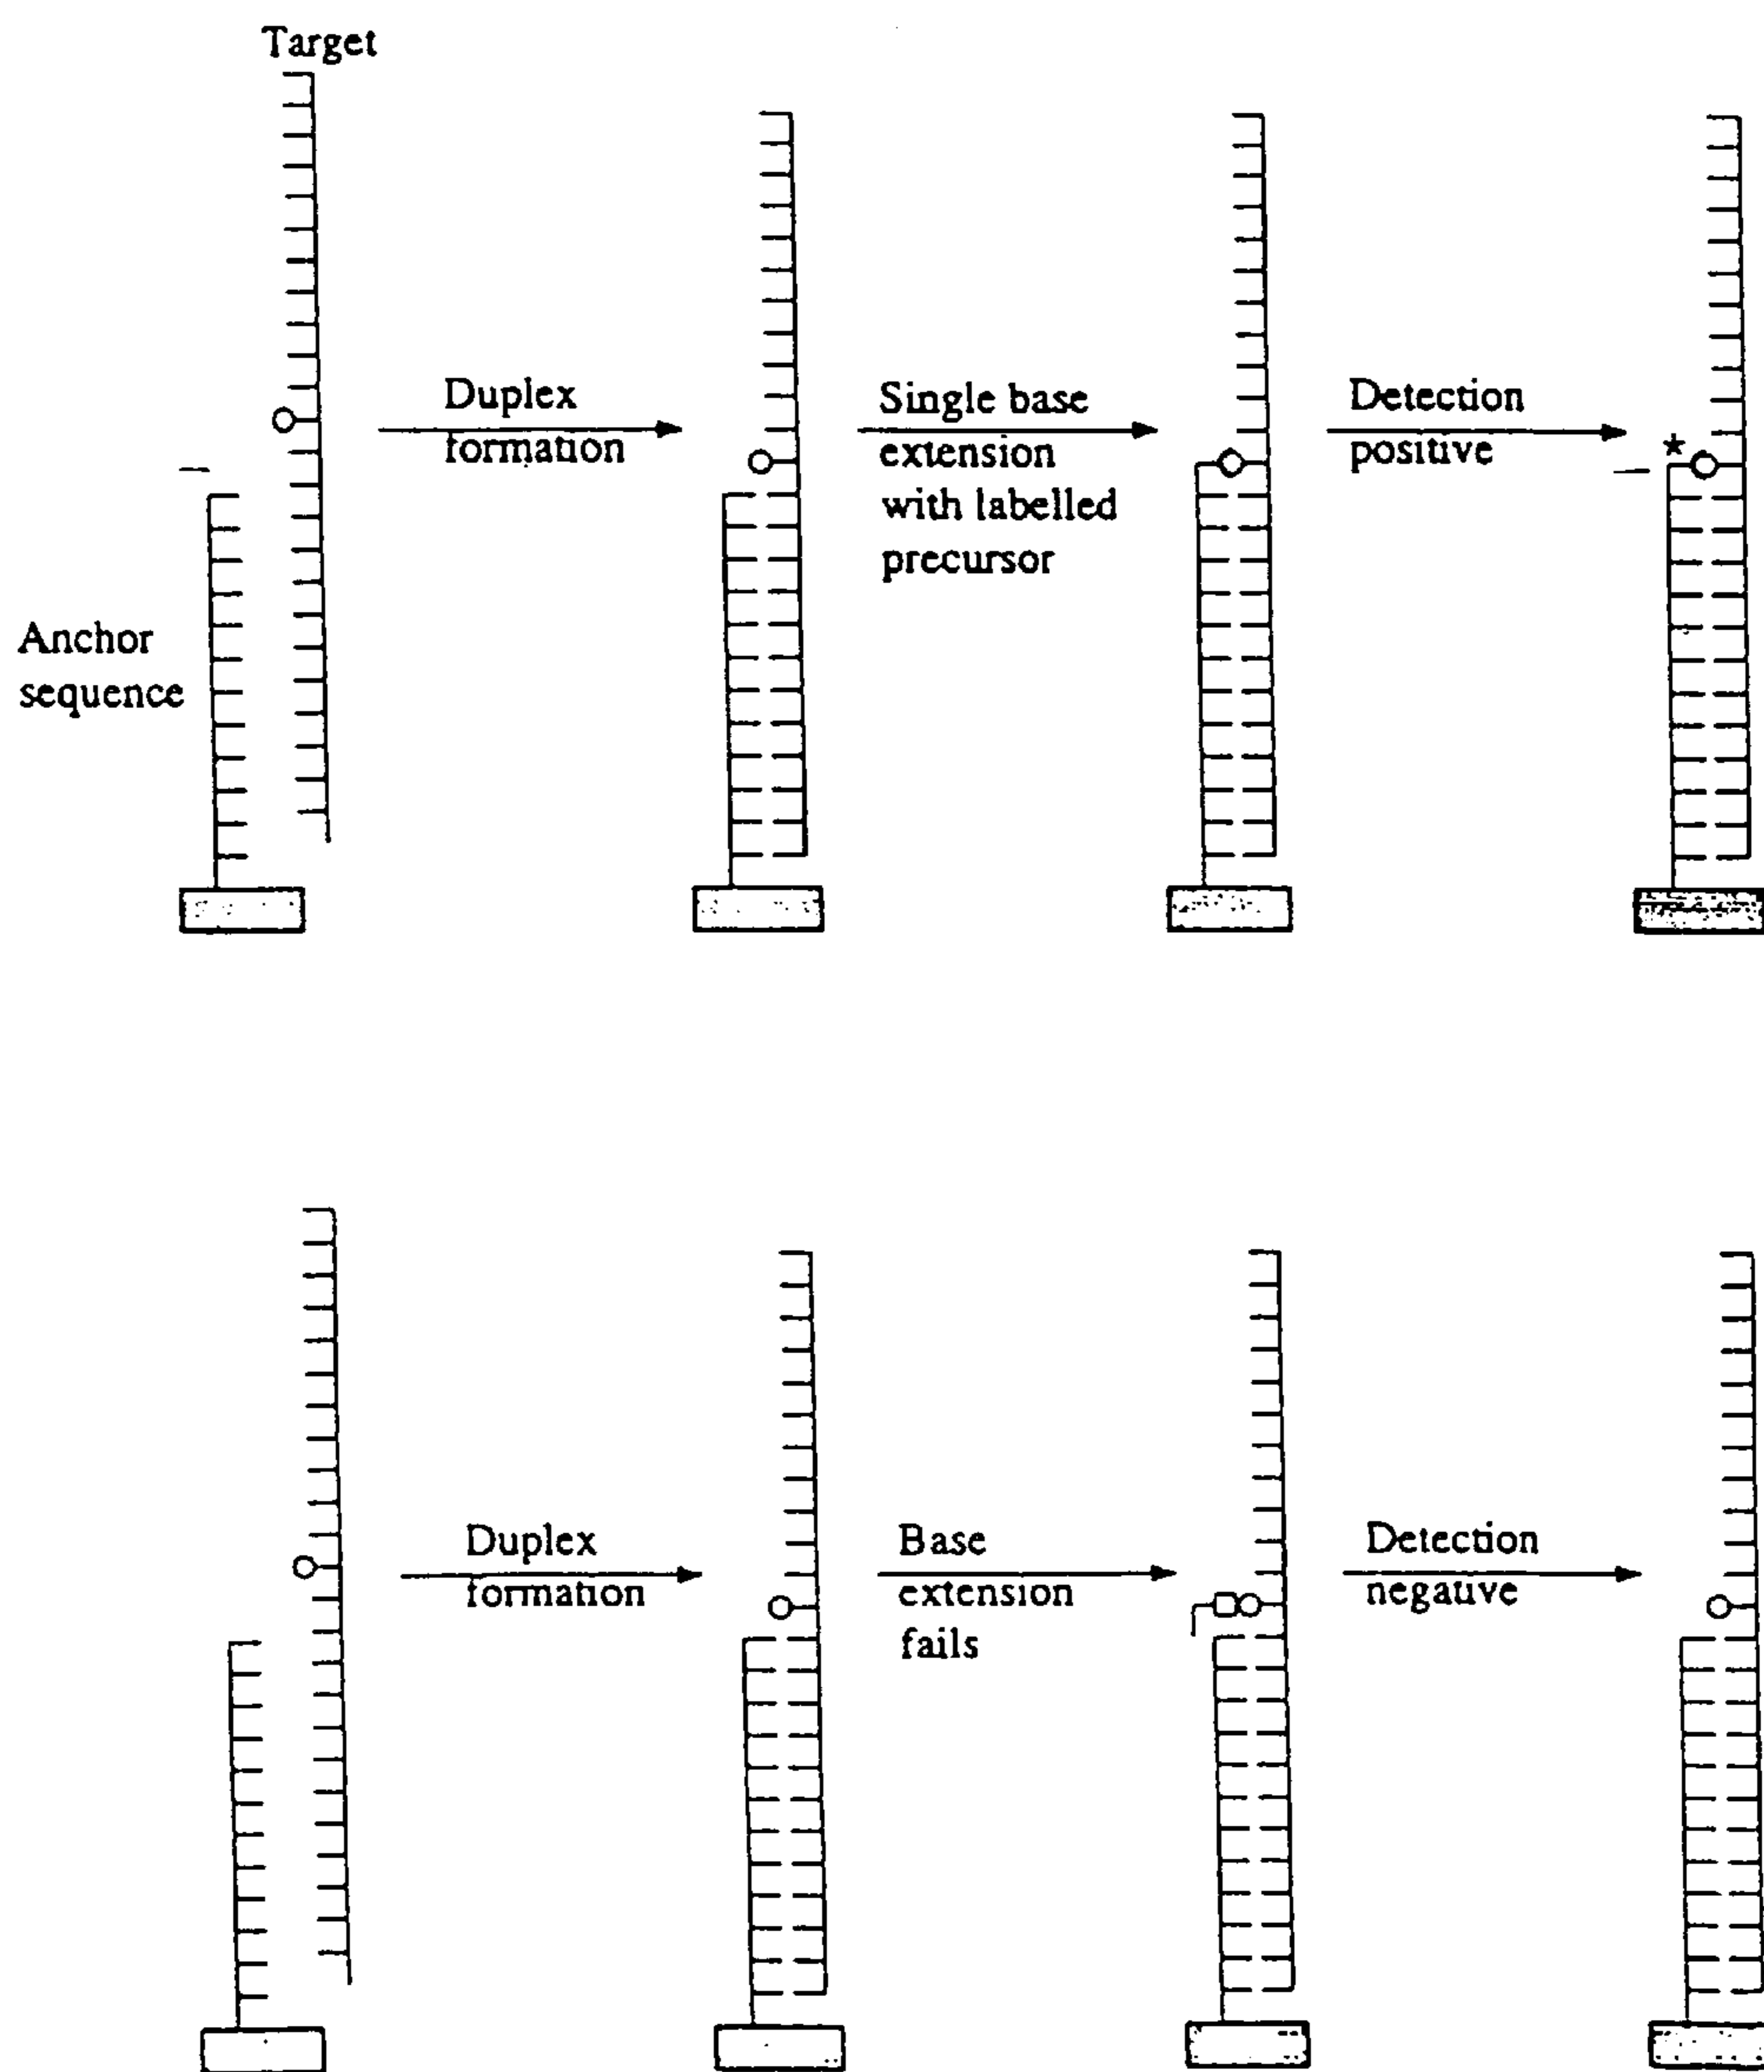 Target
Duplex
formation
Single base
extension
with labelled
precursor
Detection
positive
Anchor
sequence
Duplex
formation
Base
extension
fails
Detection
negative